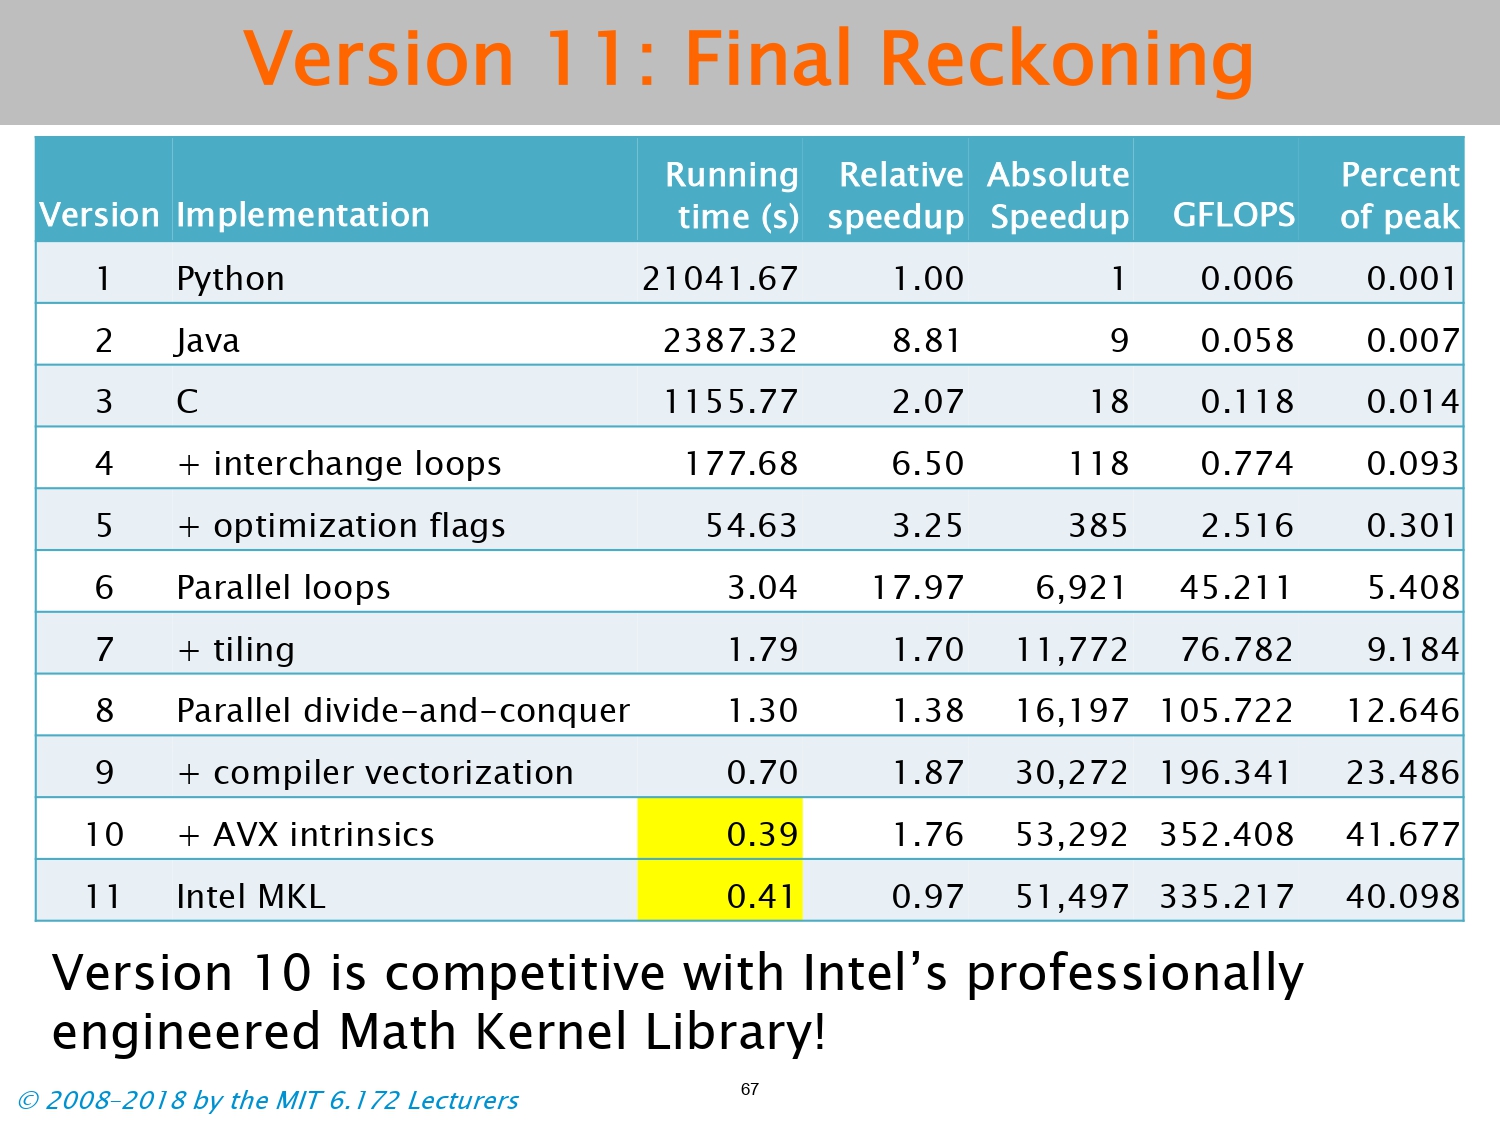 Version 11: Final Reckoning
Version Implementation Running time (s) Relative speedup Absolute Speedup GFLOPS Percent of peak
1 Python 21041.67 1.00 1 0.006 0.001
2 Java 2387.32 8.81 9 0.058 0.007
3 C 1155.77 2.07 18 0.118 0.014
4 + interchange loops 177.68 6.50 118 0.774 0.093
5 + optimization flags 54.63 3.25 385 2.516 0.301
6 Parallel loops 3.04 17.97 6,921 45.211 5.408
7 + tiling 1.79 1.70 11,772 76.782 9.184
8 Parallel divide-and-conquer 1.30 1.38 16,197 105.722 12.646
9 + compiler vectorization 0.70 1.87 30,272 196.341 23.486
10 + AVX intrinsics 0.39 1.76 53,292 352.408 41.677
11 Intel MKL 0.41 0.97 51,497 335.217 40.098
Version 10 is competitive with Intel’s professionally
engineered Math Kernel Library!
© 2008–2018 by the MIT 6.172 Lecturers
67